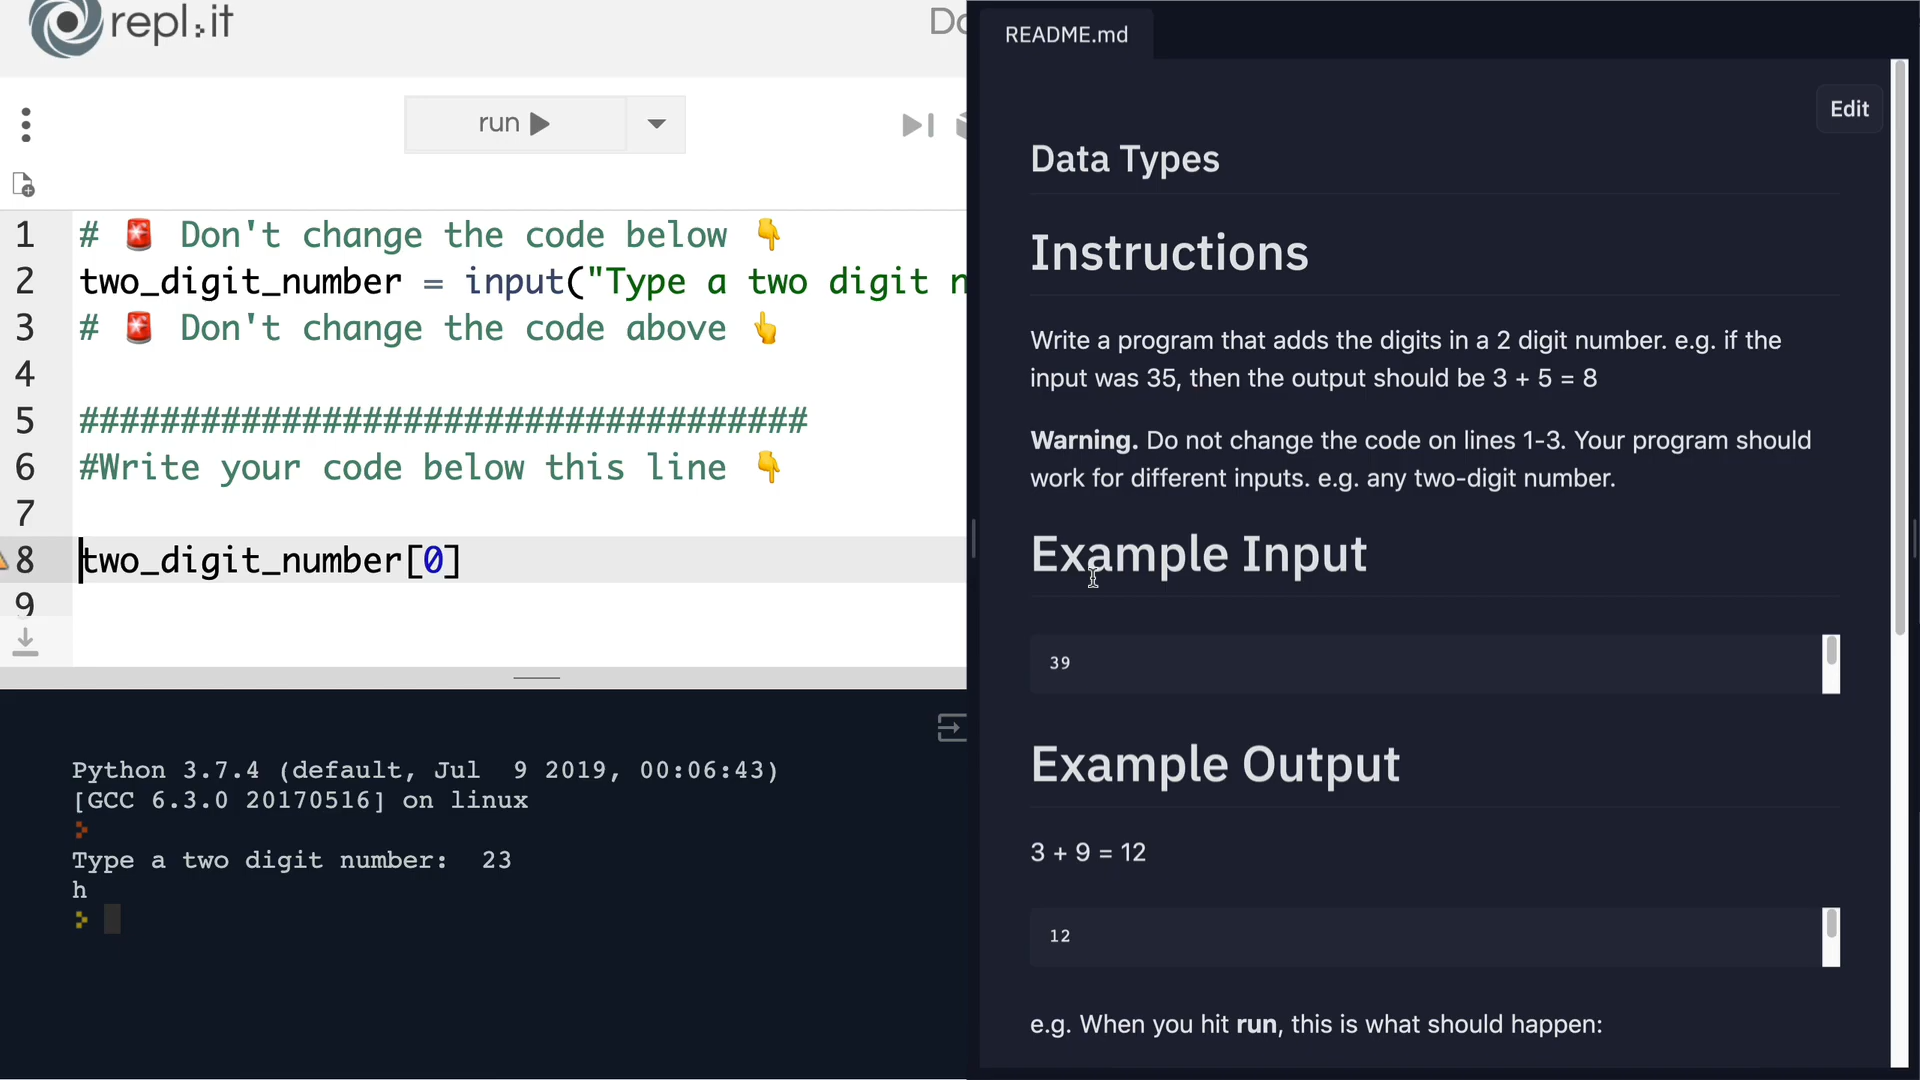 repl.it
run
1 # 🚨 Don't change the code below 👇
2 two_digit_number = input("Type a two digit n
3 # 🚨 Don't change the code above 👆
4
5 ####################################
6 #Write your code below this line 👇
7
8 two_digit_number[0]
9
Python 3.7.4 (default, Jul  9 2019, 00:06:43)
[GCC 6.3.0 20170516] on linux
Type a two digit number:  23
h
README.md
Edit
Data Types
Instructions
Write a program that adds the digits in a 2 digit number. e.g. if the
input was 35, then the output should be 3 + 5 = 8
Warning. Do not change the code on lines 1-3. Your program should
work for different inputs. e.g. any two-digit number.
Example Input
39
Example Output
3 + 9 = 12
12
e.g. When you hit run, this is what should happen: